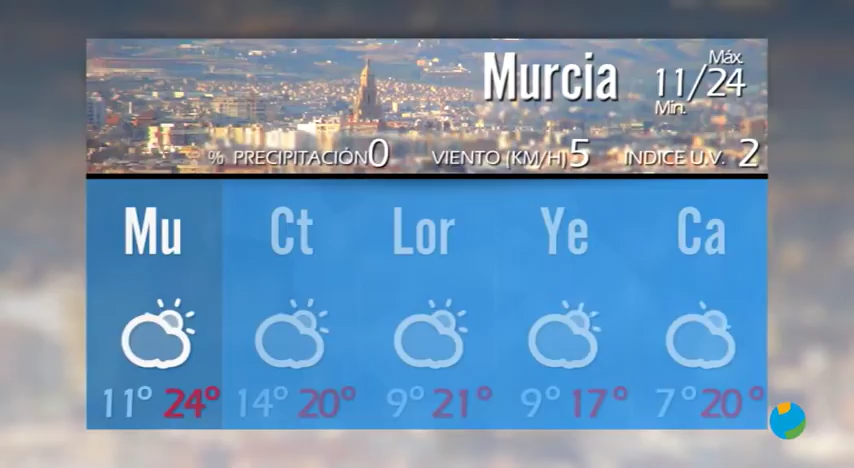 Murcia
Máx.
11/24
Min.
% PRECIPITACIÓN 0 VIENTO (KM/H) 5 INDICE U.V. 2
Mu Ct Lor Ye Ca
11° 24° 14° 20° 9° 21° 9° 17° 7° 20°